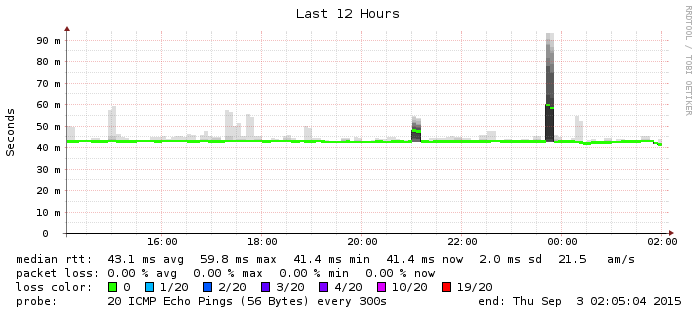 Last 12 Hours
RRDTOOL / TOBI OETIKER
Seconds
90 m
80 m
70 m
60 m
50 m
40 m
30 m
20 m
10 m
0
16:00 18:00 20:00 22:00 00:00 02:00
median rtt: 43.1 ms avg 59.8 ms max 41.4 ms min 41.4 ms now 2.0 ms sd 21.5 am/s
packet loss: 0.00 % avg 0.00 % max 0.00 % min 0.00 % now
loss color: 0 1/20 2/20 3/20 4/20 10/20 19/20
probe: 20 ICMP Echo Pings (56 Bytes) every 300s end: Thu Sep 3 02:05:04 2015